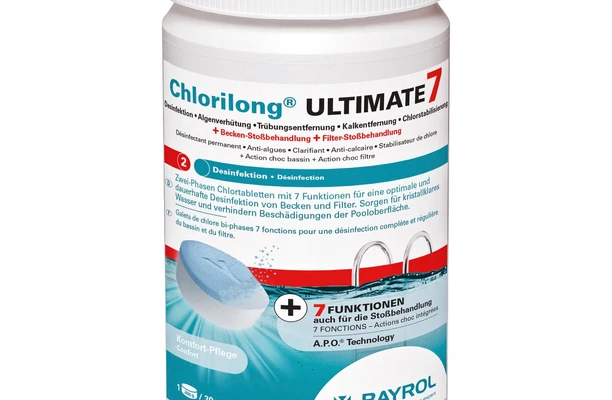 Chlorilong® ULTIMATE 7
Desinfektion • Algenverhütung • Trübungsentfernung • Kalkentfernung • Chlorstabilisierung
+ Becken-Stoßbehandlung + Filter-Stoßbehandlung
Désinfectant permanent • Anti-algues • Clarifiant • Anti-calcaire • Stabilisateur de chlore
+ Action choc bassin + Action choc filtre
2 Desinfektion • Désinfection
Zwei-Phasen Chlortabletten mit 7 Funktionen für eine optimale und
dauerhafte Desinfektion von Becken und Filter. Sorgen für kristallklares
Wasser und verhindern Beschädigungen der Pooloberfläche.
Galets de chlore bi-phases 7 fonctions pour une désinfection complète et régulière
du bassin et du filtre.
+ 7 FUNKTIONEN
auch für die Stoßbehandlung
7 FONCTIONS – Actions choc intégrées
A.P.O.® Technology
Komfort-Pflege
Confort
1
BAYROL